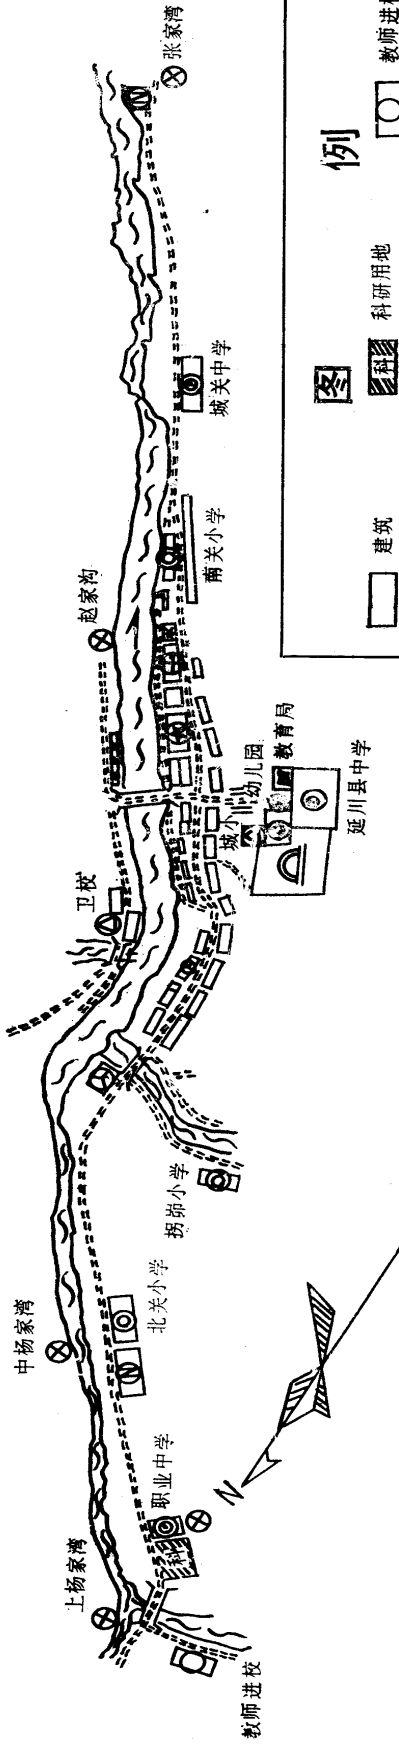 张家湾
城关中学
南关小学
赵家沟
幼儿园
教育局
城小
延川县中学
卫校
拐峁小学
北关小学
中杨家湾
职业中学
科
上杨家湾
教师进校
N
图例
建筑
科
科研用地
教师进校